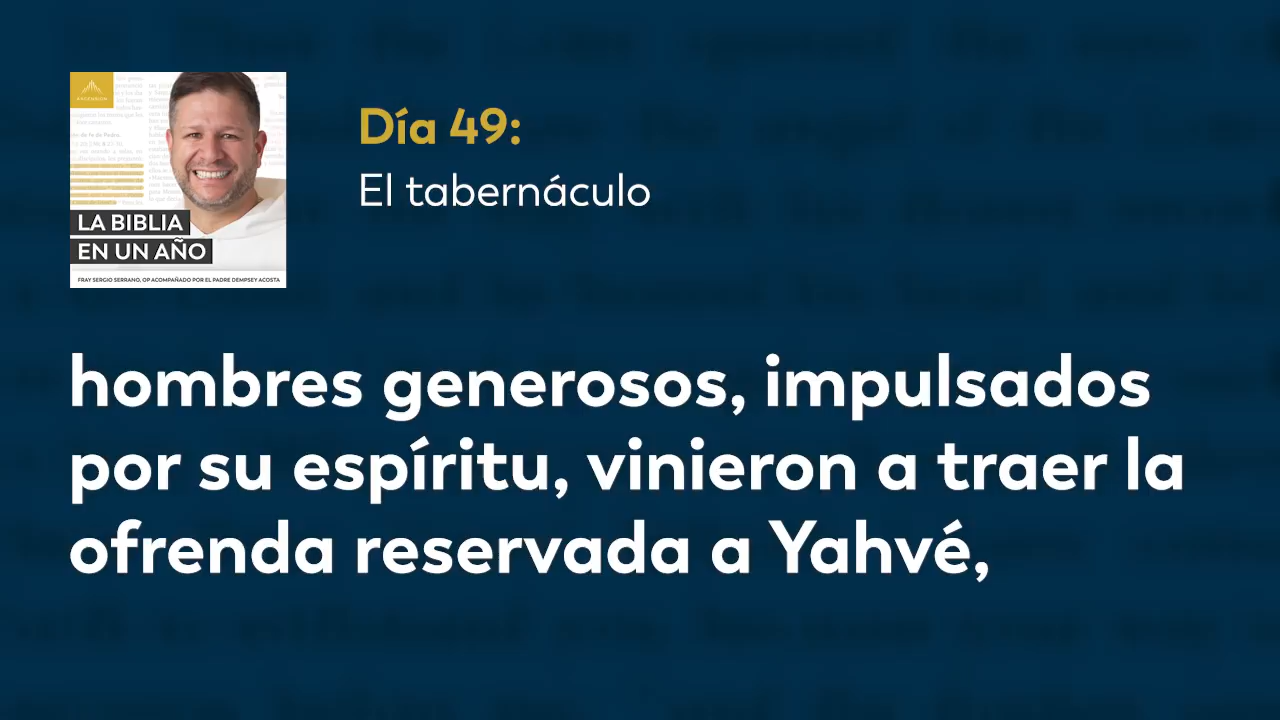 ASCENSION
LA BIBLIA
EN UN AÑO
FRAY SERGIO SERRANO, OP ACOMPAÑADO POR EL PADRE DEMPSEY ACOSTA
Día 49:
El tabernáculo
hombres generosos, impulsados
por su espíritu, vinieron a traer la
ofrenda reservada a Yahvé,